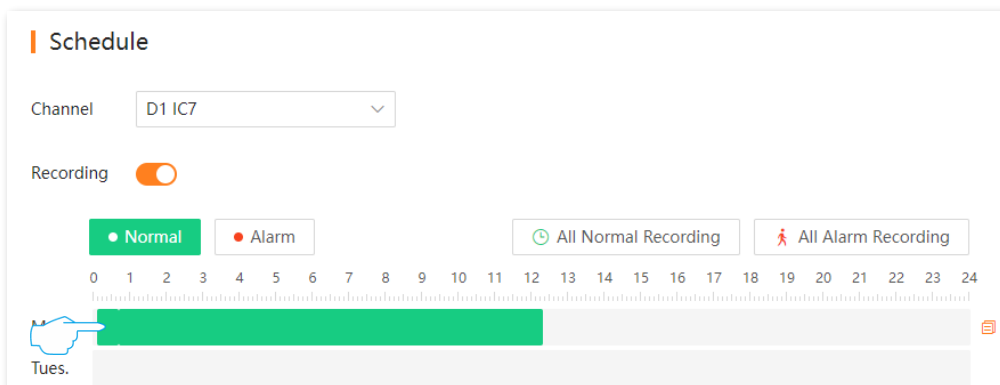 Schedule
Channel D1 IC7
Recording
Normal Alarm All Normal Recording All Alarm Recording
0 1 2 3 4 5 6 7 8 9 10 11 12 13 14 15 16 17 18 19 20 21 22 23 24
Tues.